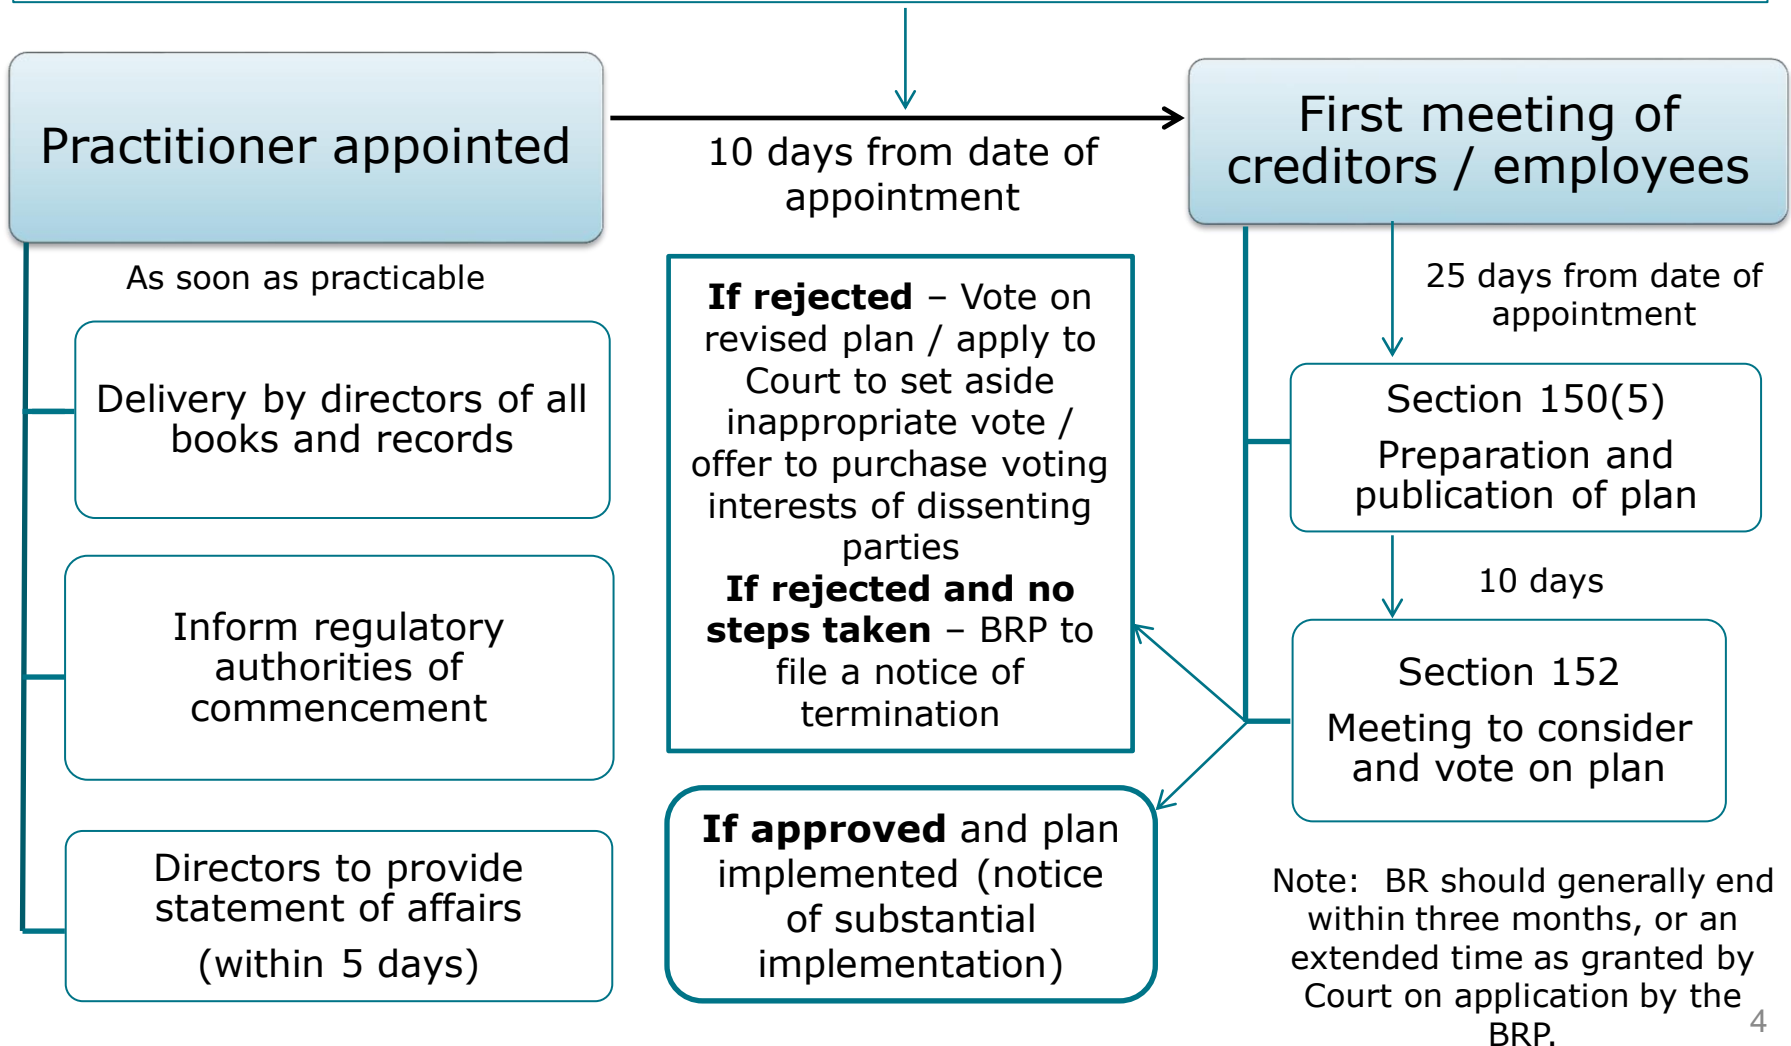 Practitioner appointed
10 days from date of
appointment
First meeting of
creditors / employees
As soon as practicable
Delivery by directors of all
books and records
Inform regulatory
authorities of
commencement
Directors to provide
statement of affairs
(within 5 days)
If rejected – Vote on
revised plan / apply to
Court to set aside
inappropriate vote /
offer to purchase voting
interests of dissenting
parties
If rejected and no
steps taken – BRP to
file a notice of
termination
If approved and plan
implemented (notice
of substantial
implementation)
25 days from date of
appointment
Section 150(5)
Preparation and
publication of plan
10 days
Section 152
Meeting to consider
and vote on plan
Note: BR should generally end
within three months, or an
extended time as granted by
Court on application by the
BRP.
4